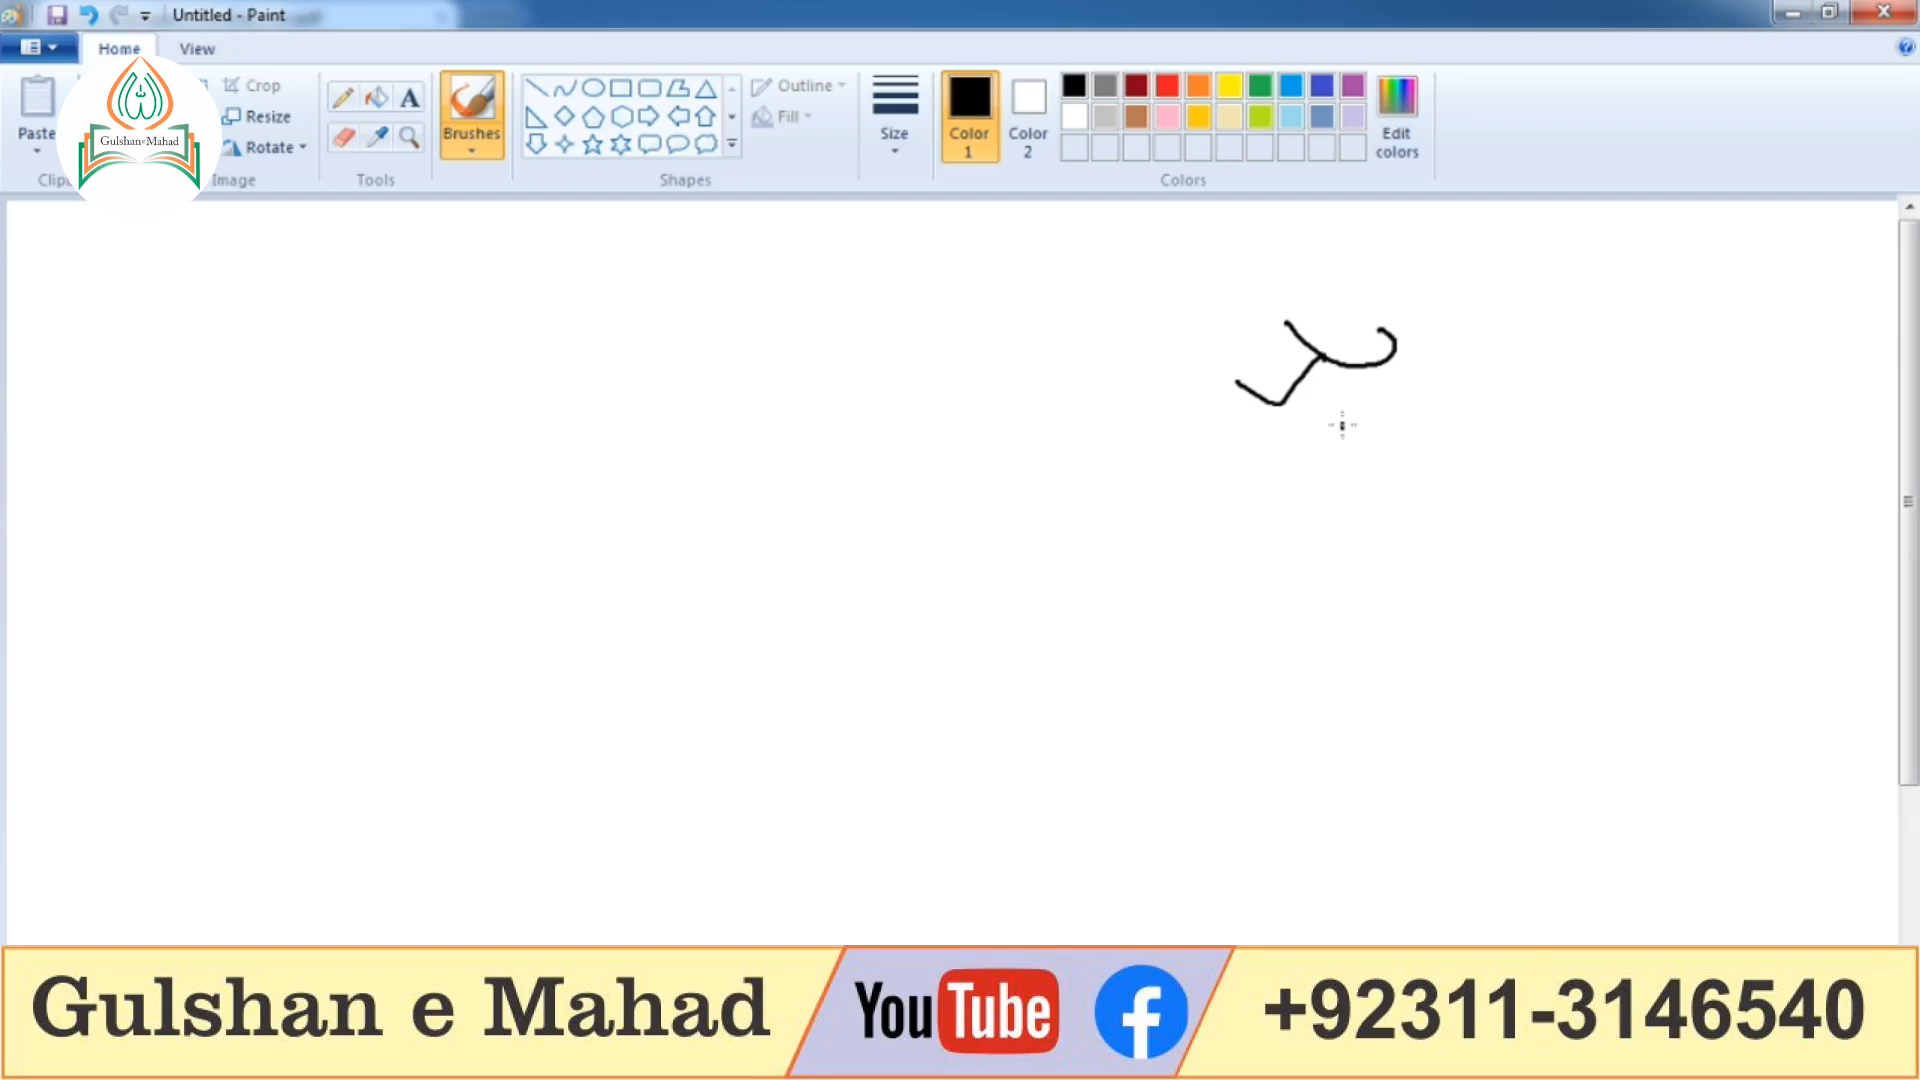 Untitled - Paint
Home View
Paste
Crop
Resize
Rotate
Image
Tools
Brushes
Shapes
Outline
Fill
Size
Color 1
Color 2
Edit colors
Colors
Gulshan e Mahad
Gulshan e Mahad YouTube f +92311-3146540